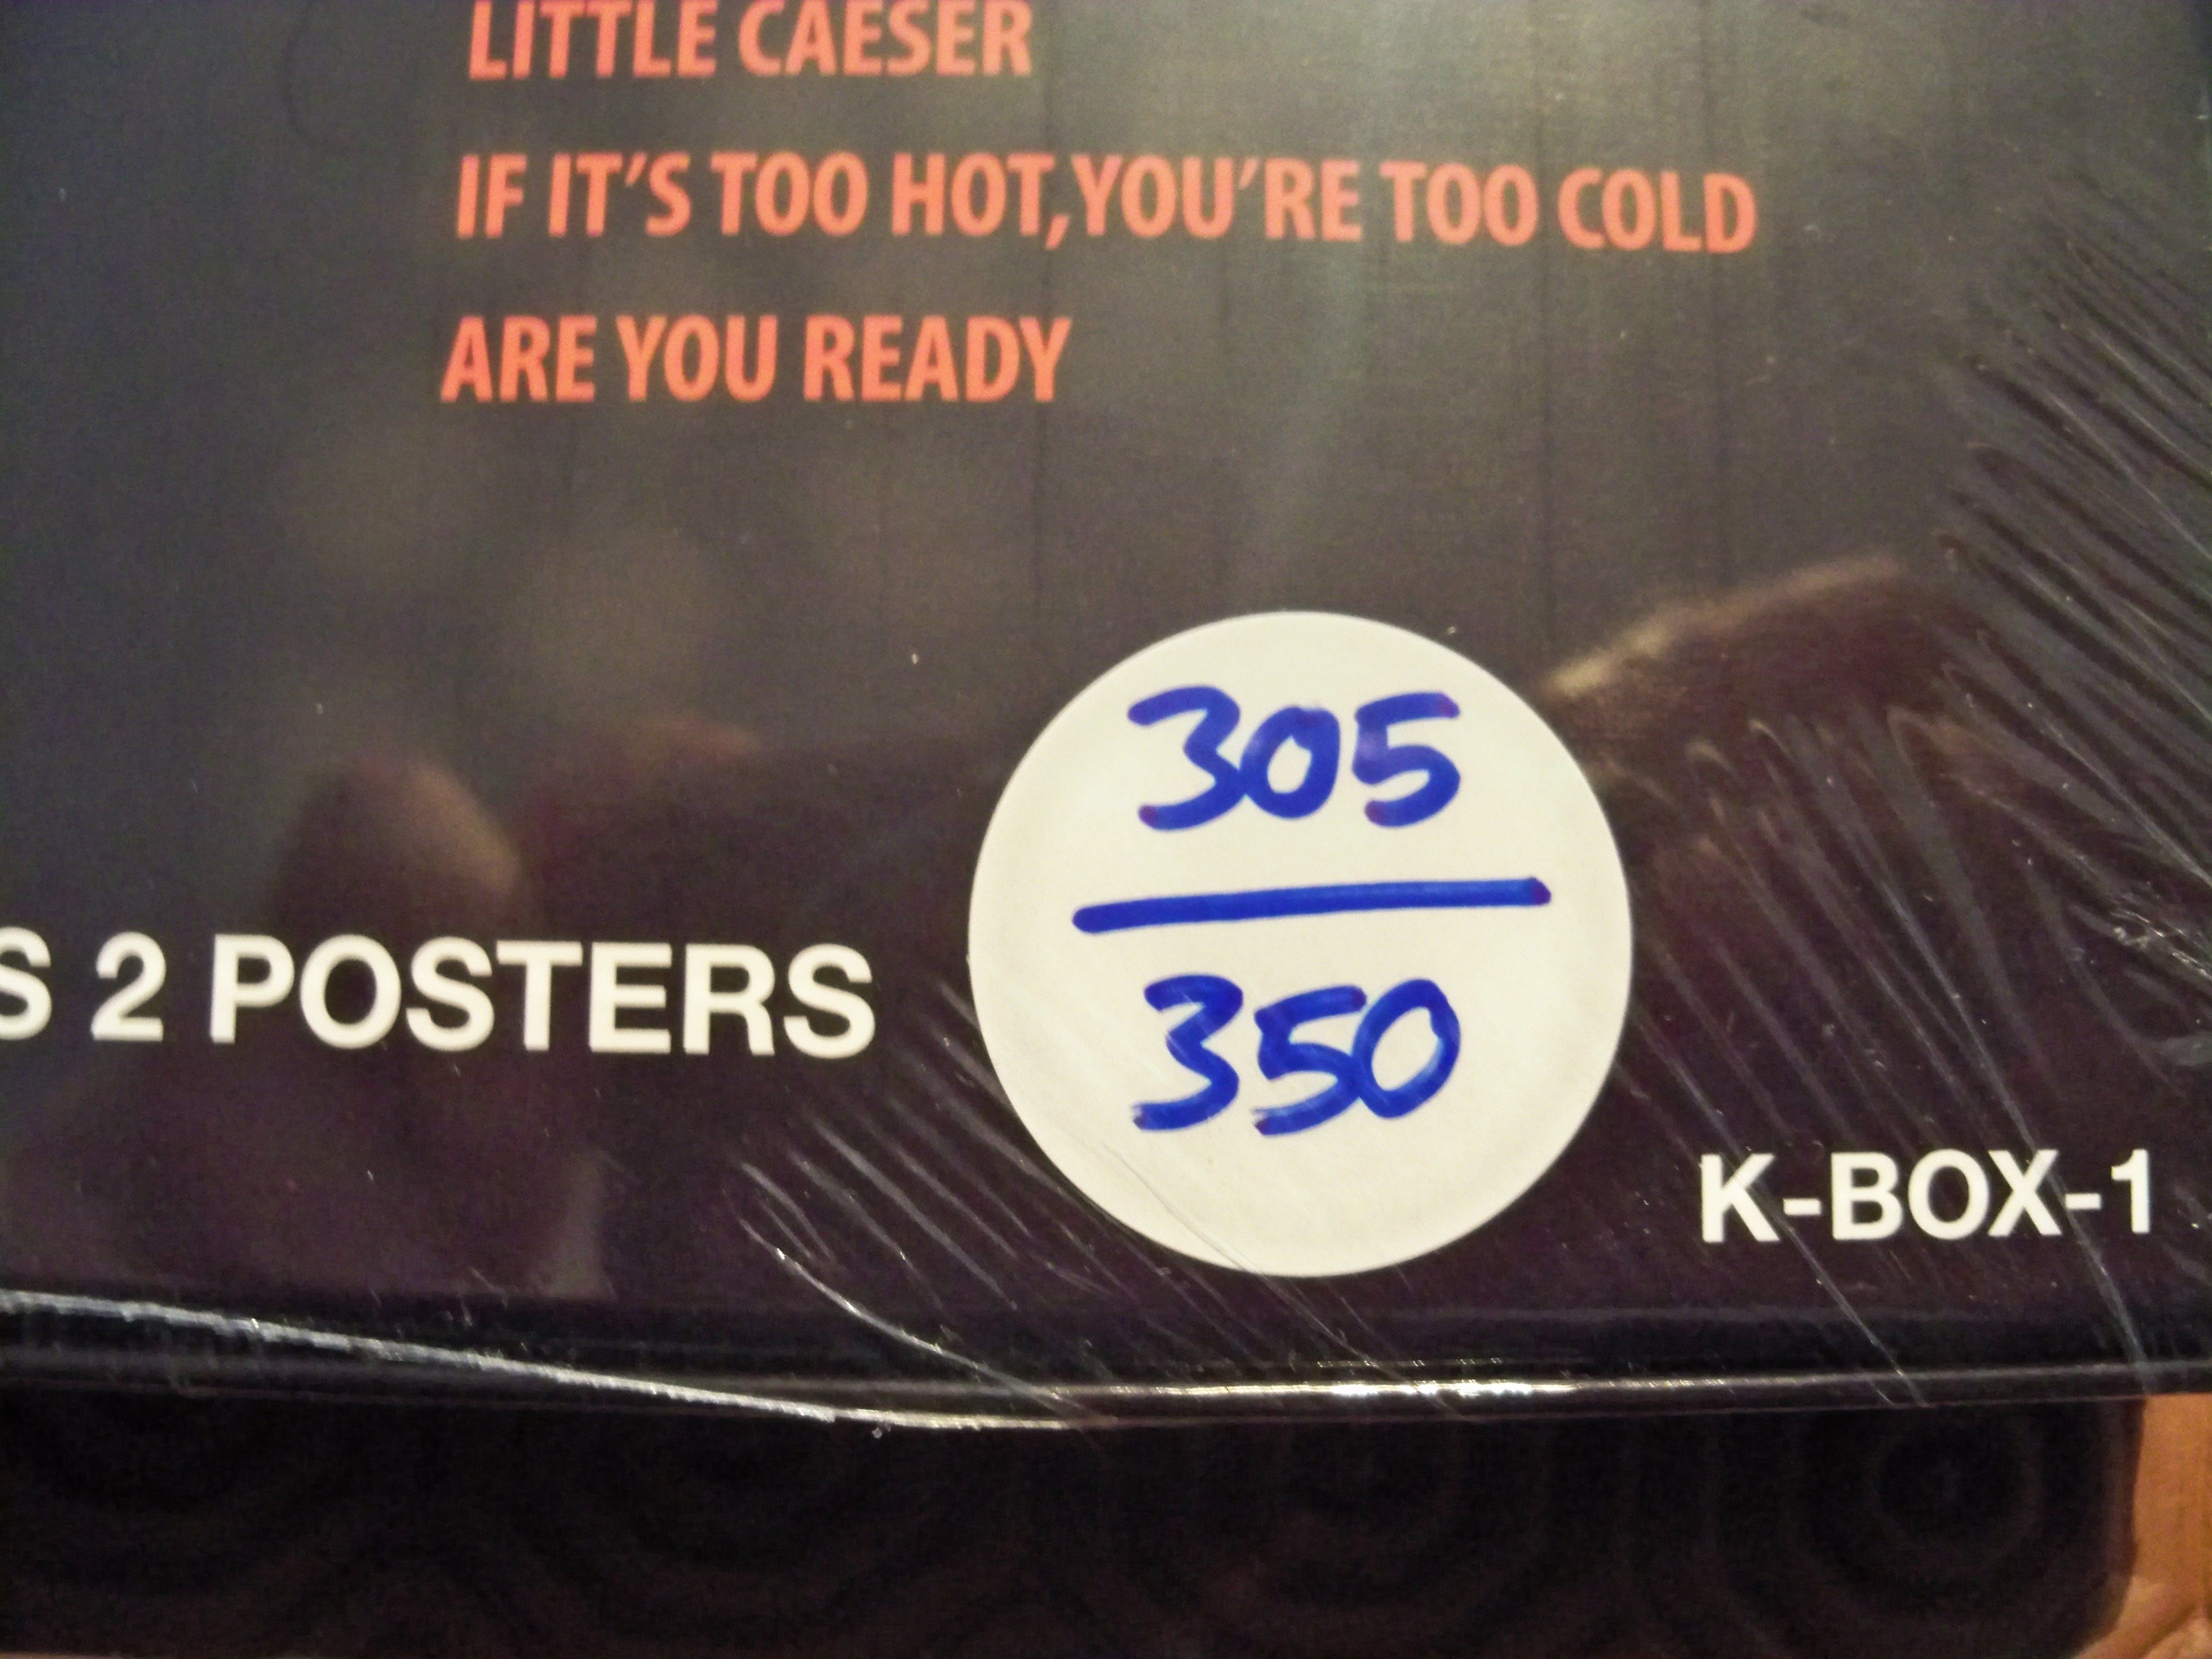 LITTLE CAESER
IF IT'S TOO HOT,YOU'RE TOO COLD
ARE YOU READY
305
350
S 2 POSTERS
K-BOX-1